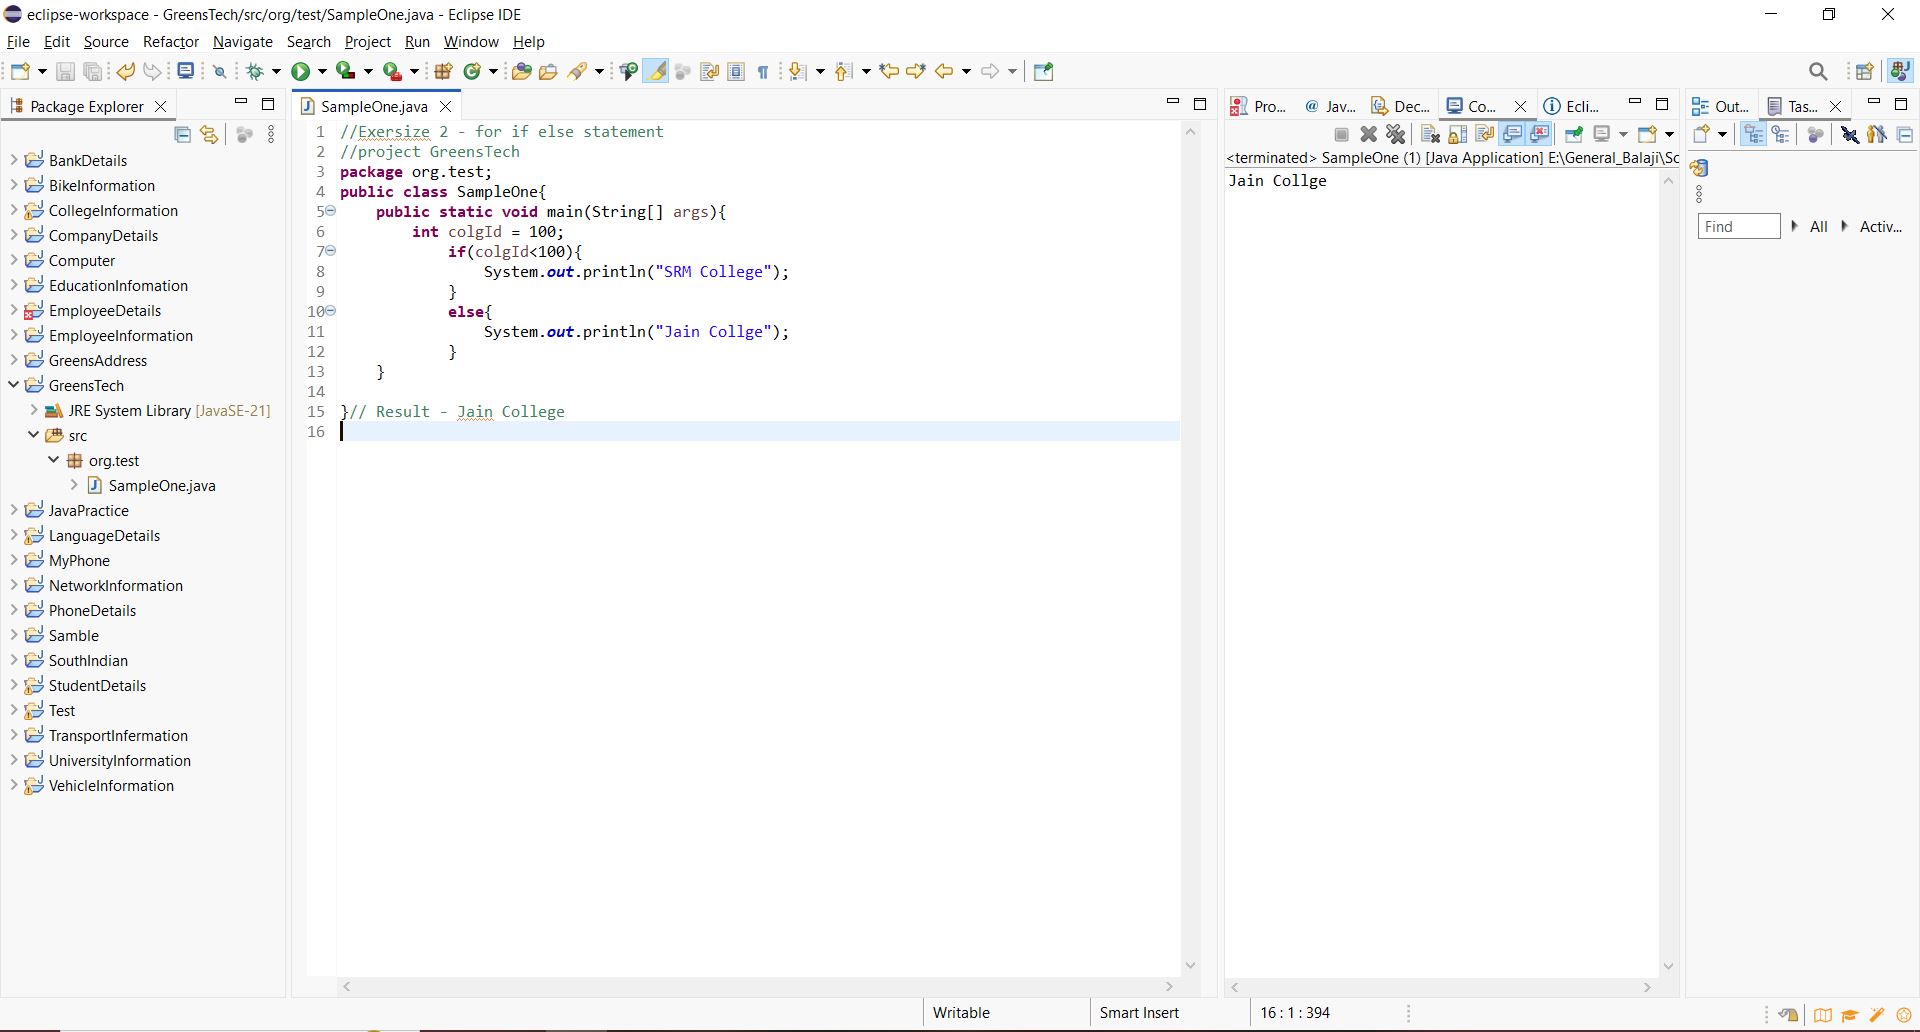 eclipse-workspace - GreensTech/src/org/test/SampleOne.java - Eclipse IDE
File Edit Source Refactor Navigate Search Project Run Window Help
Package Explorer
BankDetails
BikeInformation
CollegeInformation
CompanyDetails
Computer
EducationInfomation
EmployeeDetails
EmployeeInformation
GreensAddress
GreensTech
JRE System Library [JavaSE-21]
src
org.test
SampleOne.java
JavaPractice
LanguageDetails
MyPhone
NetworkInformation
PhoneDetails
Samble
SouthIndian
StudentDetails
Test
TransportInfermation
UniversityInformation
VehicleInformation
SampleOne.java
1 //Exersize 2 - for if else statement
2 //project GreensTech
3 package org.test;
4 public class SampleOne{
5 public static void main(String[] args){
6 int colgId = 100;
7 if(colgId<100){
8 System.out.println("SRM College");
9 }
10 else{
11 System.out.println("Jain Collge");
12 }
13 }
14
15 }// Result - Jain College
16
Pro... @ Jav... Dec... Co... Ecli...
<terminated> SampleOne (1) [Java Application] E:\General_Balaji\Sc
Jain Collge
Out... Tas...
Find All Activ...
Writable Smart Insert 16 : 1 : 394